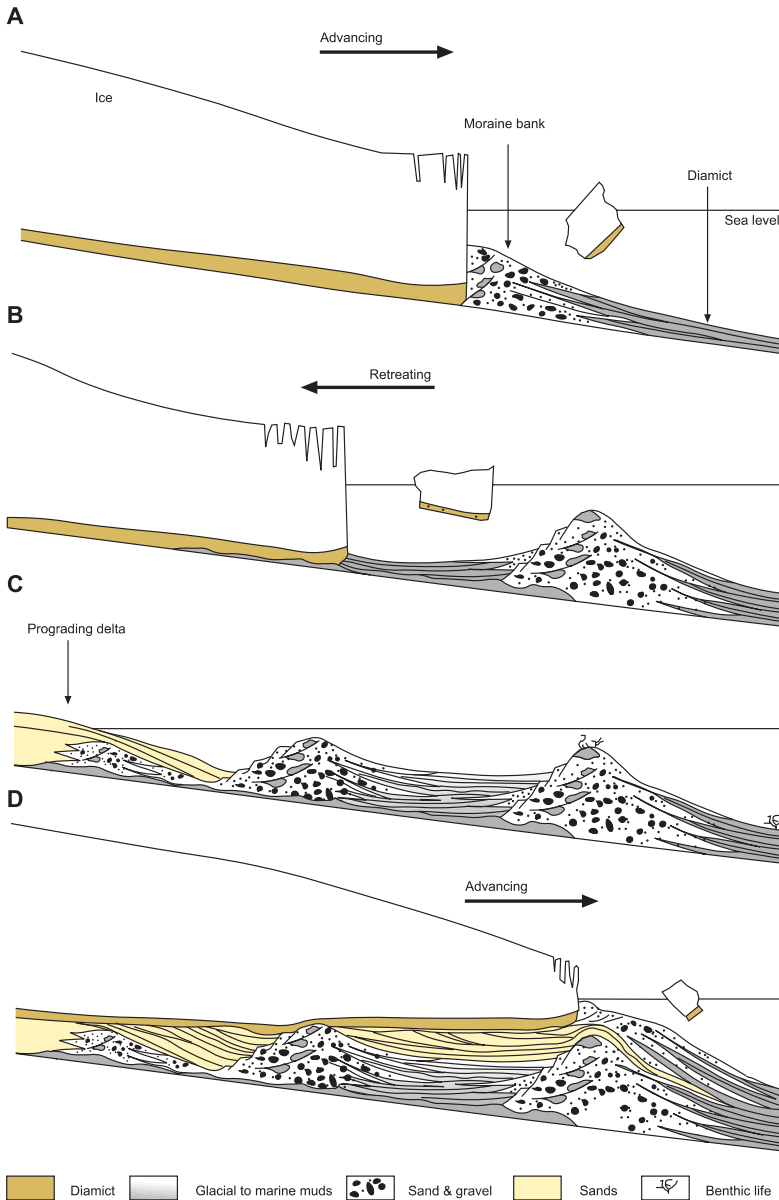 A
Advancing
Ice
Moraine bank
Diamict
Sea level
B
Retreating
C
Prograding delta
D
Advancing
Diamict
Glacial to marine muds
Sand & gravel
Sands
Benthic life